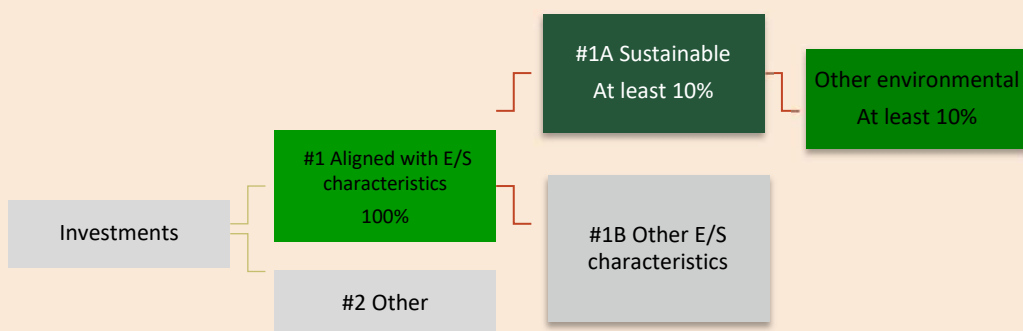 Investments
#1 Aligned with E/S
characteristics
100%
#2 Other
#1A Sustainable
At least 10%
#1B Other E/S
characteristics
Other environmental
At least 10%